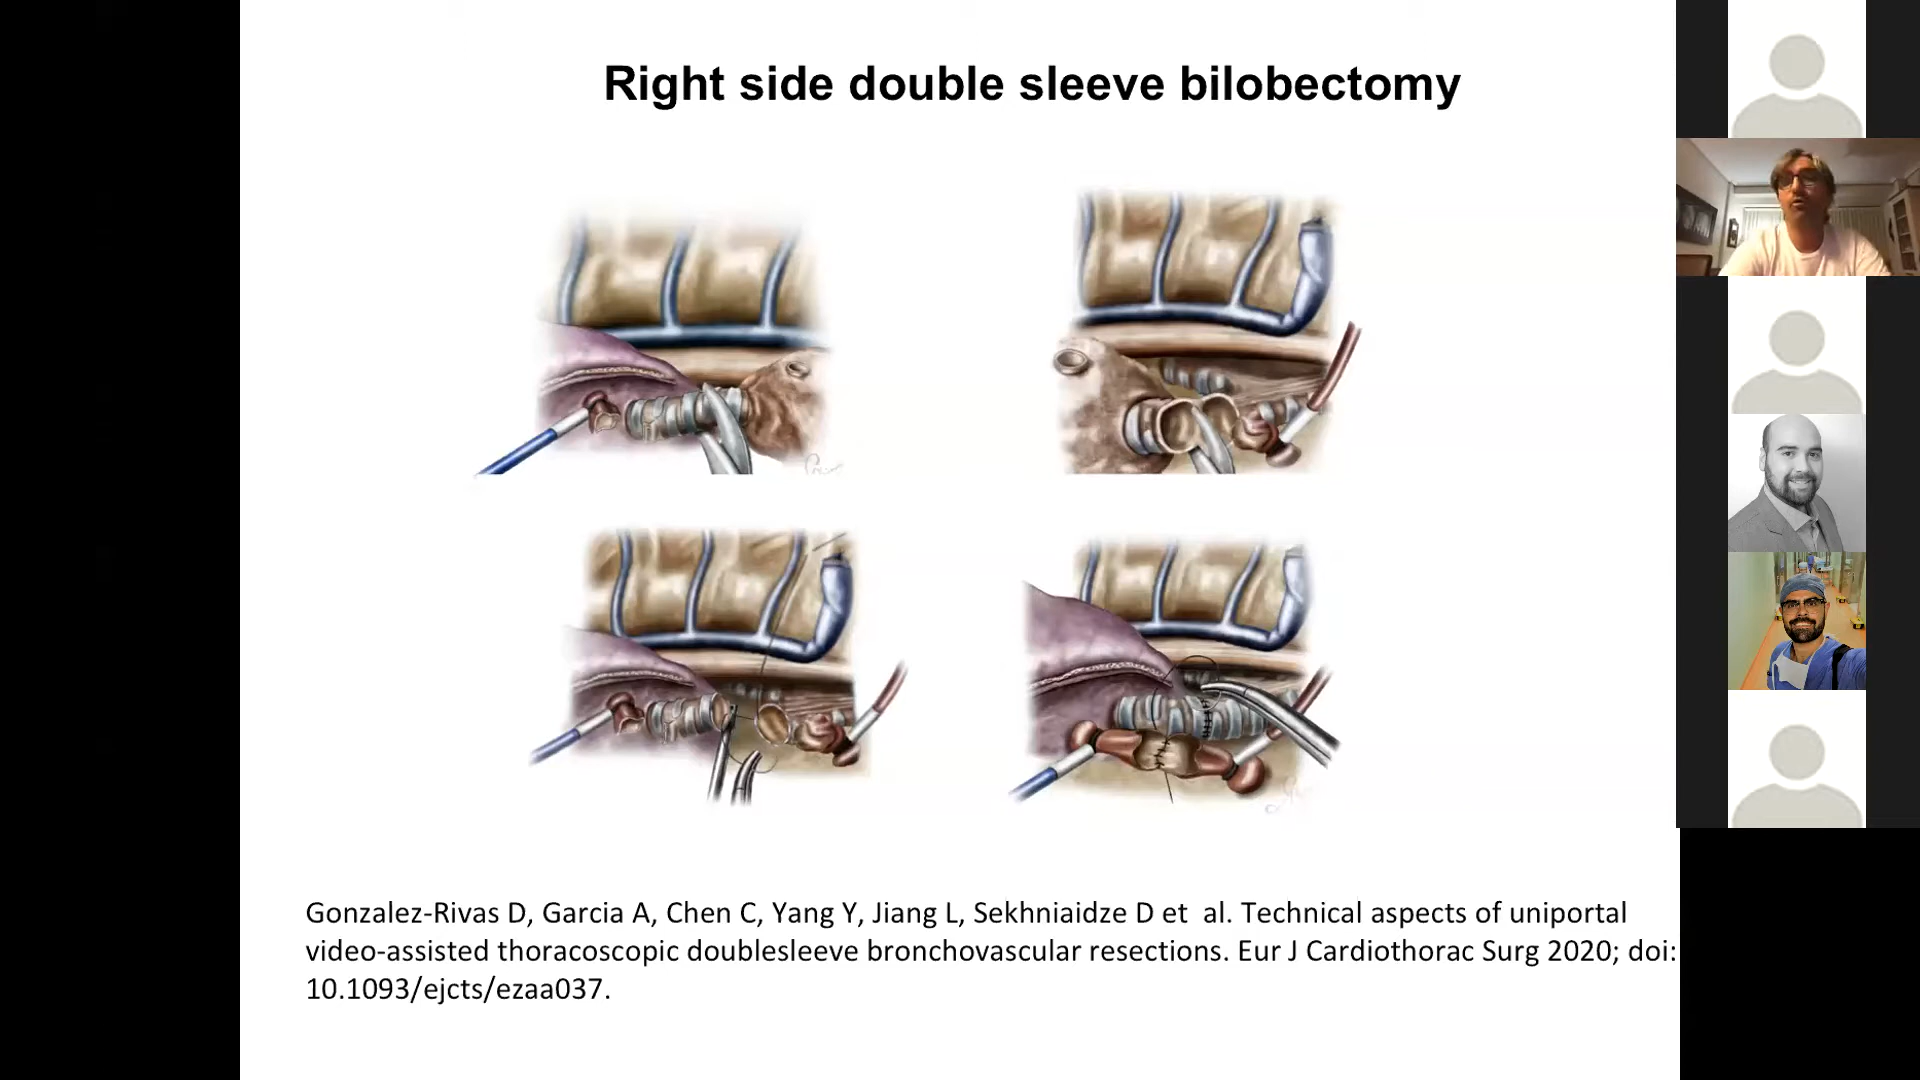 Right side double sleeve bilobectomy
Gonzalez-Rivas D, Garcia A, Chen C, Yang Y, Jiang L, Sekhniaidze D et  al. Technical aspects of uniportal
video-assisted thoracoscopic doublesleeve bronchovascular resections. Eur J Cardiothorac Surg 2020; doi:
10.1093/ejcts/ezaa037.